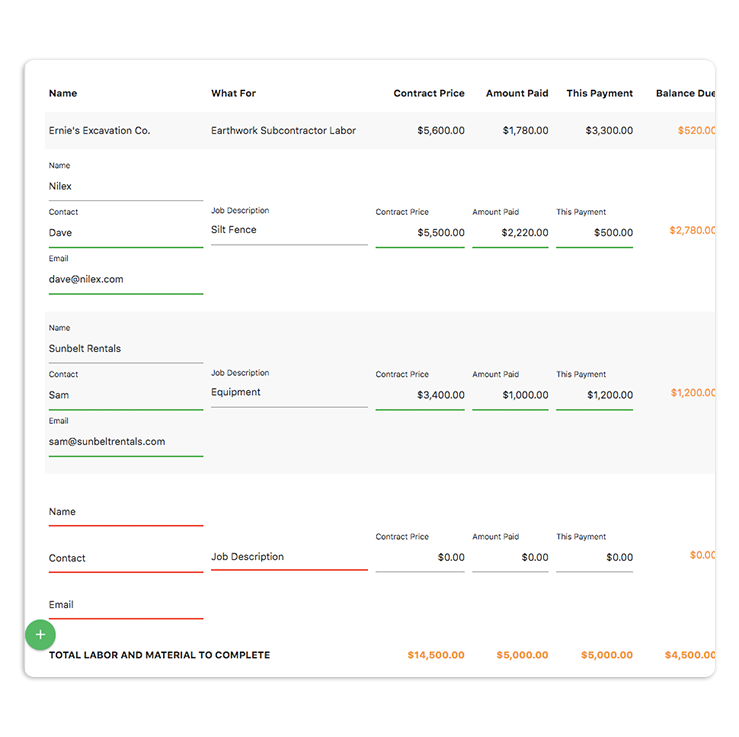 Name What For Contract Price Amount Paid This Payment Balance Due
Ernie's Excavation Co. Earthwork Subcontractor Labor $5,600.00 $1,780.00 $3,300.00 $520.00
Name
Nilex
Contact Job Description Contract Price Amount Paid This Payment
Dave Silt Fence $5,500.00 $2,220.00 $500.00 $2,780.00
Email
dave@nilex.com
Name
Sunbelt Rentals
Contact Job Description Contract Price Amount Paid This Payment
Sam Equipment $3,400.00 $1,000.00 $1,200.00 $1,200.00
Email
sam@sunbeltrentals.com
Name
Contract Price Amount Paid This Payment
Contact Job Description $0.00 $0.00 $0.00 $0.00
Email
+
TOTAL LABOR AND MATERIAL TO COMPLETE $14,500.00 $5,000.00 $5,000.00 $4,500.00